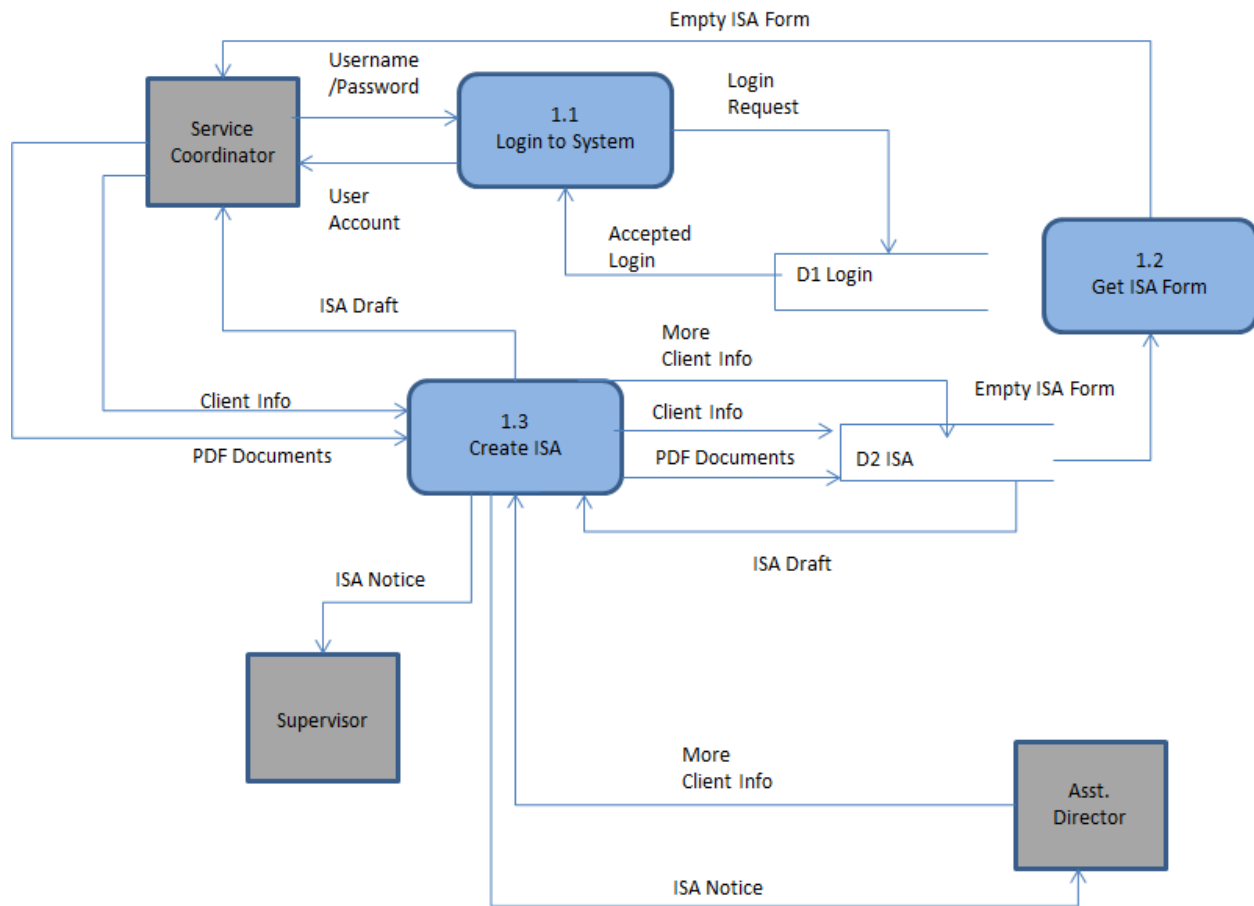 Empty ISA Form
Username
/Password
Login
Request
1.1
Login to System
Service
Coordinator
User
Account
Accepted
Login
D1 Login
1.2
Get ISA Form
ISA Draft
More
Client Info
Empty ISA Form
Client Info
1.3
Create ISA
Client Info
PDF Documents
PDF Documents
D2 ISA
ISA Draft
ISA Notice
Supervisor
More
Client Info
Asst.
Director
ISA Notice